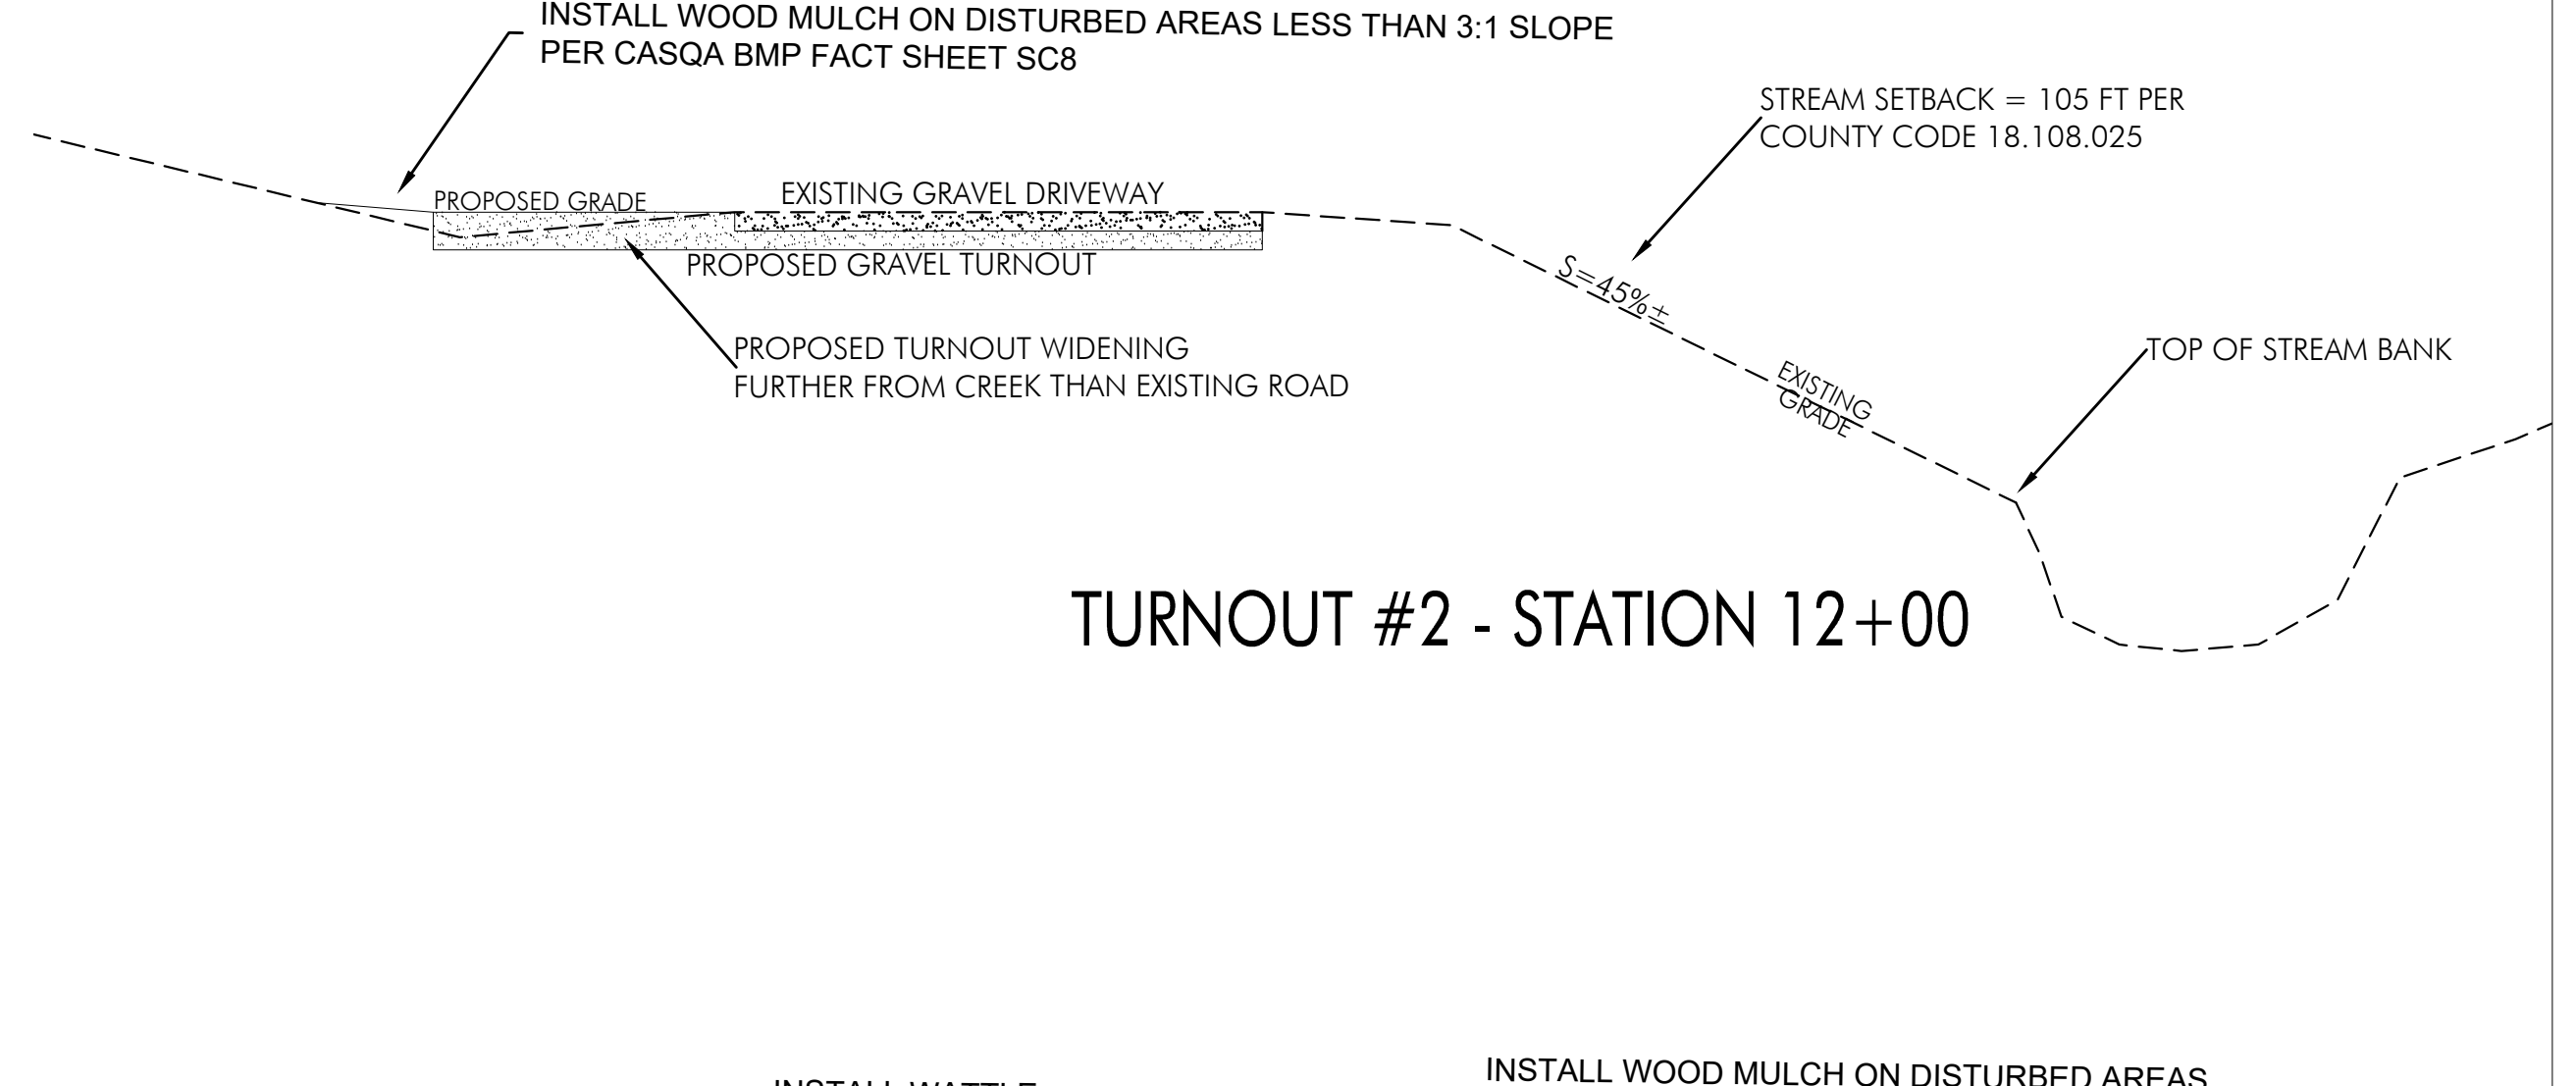 INSTALL WOOD MULCH ON DISTURBED AREAS LESS THAN 3:1 SLOPE
PER CASQA BMP FACT SHEET SC8
STREAM SETBACK = 105 FT PER
COUNTY CODE 18.108.025
PROPOSED GRADE
EXISTING GRAVEL DRIVEWAY
PROPOSED GRAVEL TURNOUT
S=45%±
PROPOSED TURNOUT WIDENING
FURTHER FROM CREEK THAN EXISTING ROAD
TOP OF STREAM BANK
EXISTING
GRADE
TURNOUT #2 - STATION 12+00
INSTALL WATTLE
INSTALL WOOD MULCH ON DISTURBED AREAS